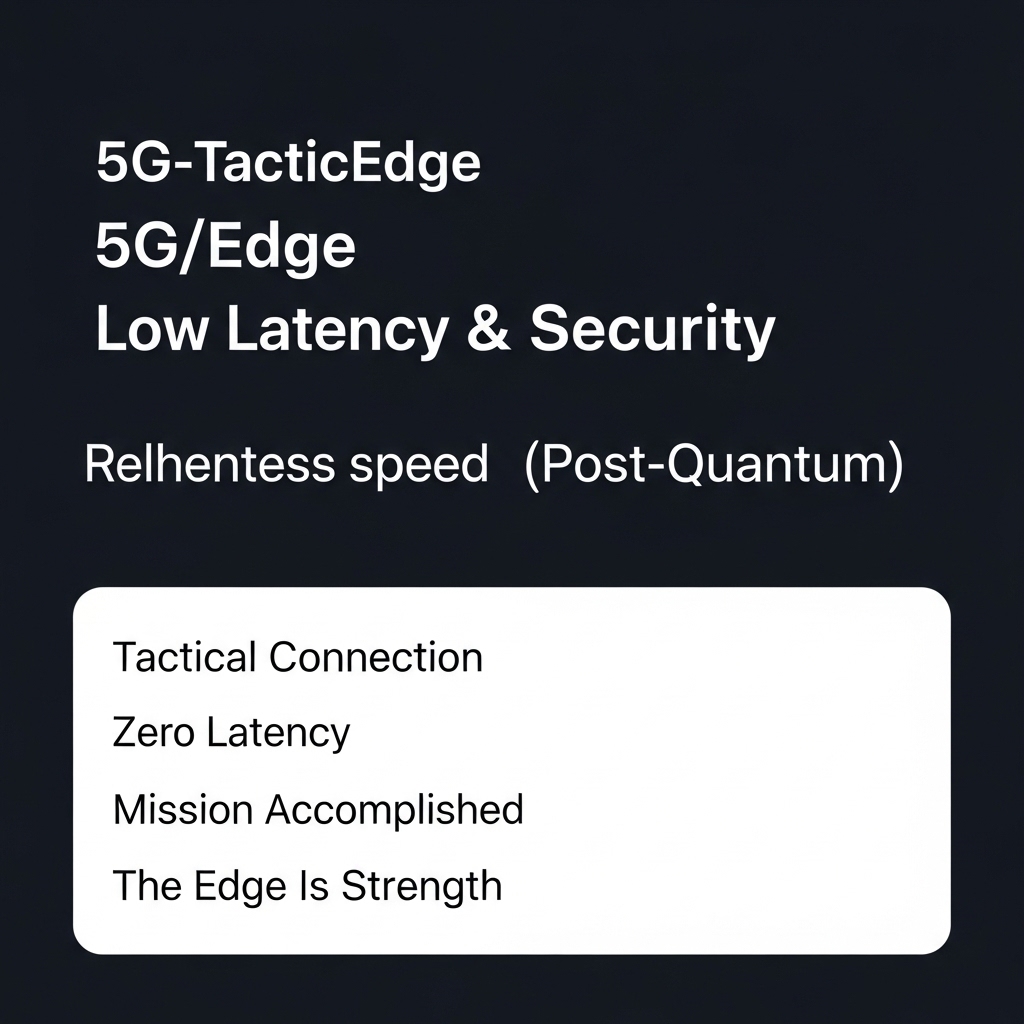 5G-TacticEdge
5G/Edge
Low Latency & Security
Relhentess speed (Post-Quantum)
Tactical Connection
Zero Latency
Mission Accomplished
The Edge Is Strength